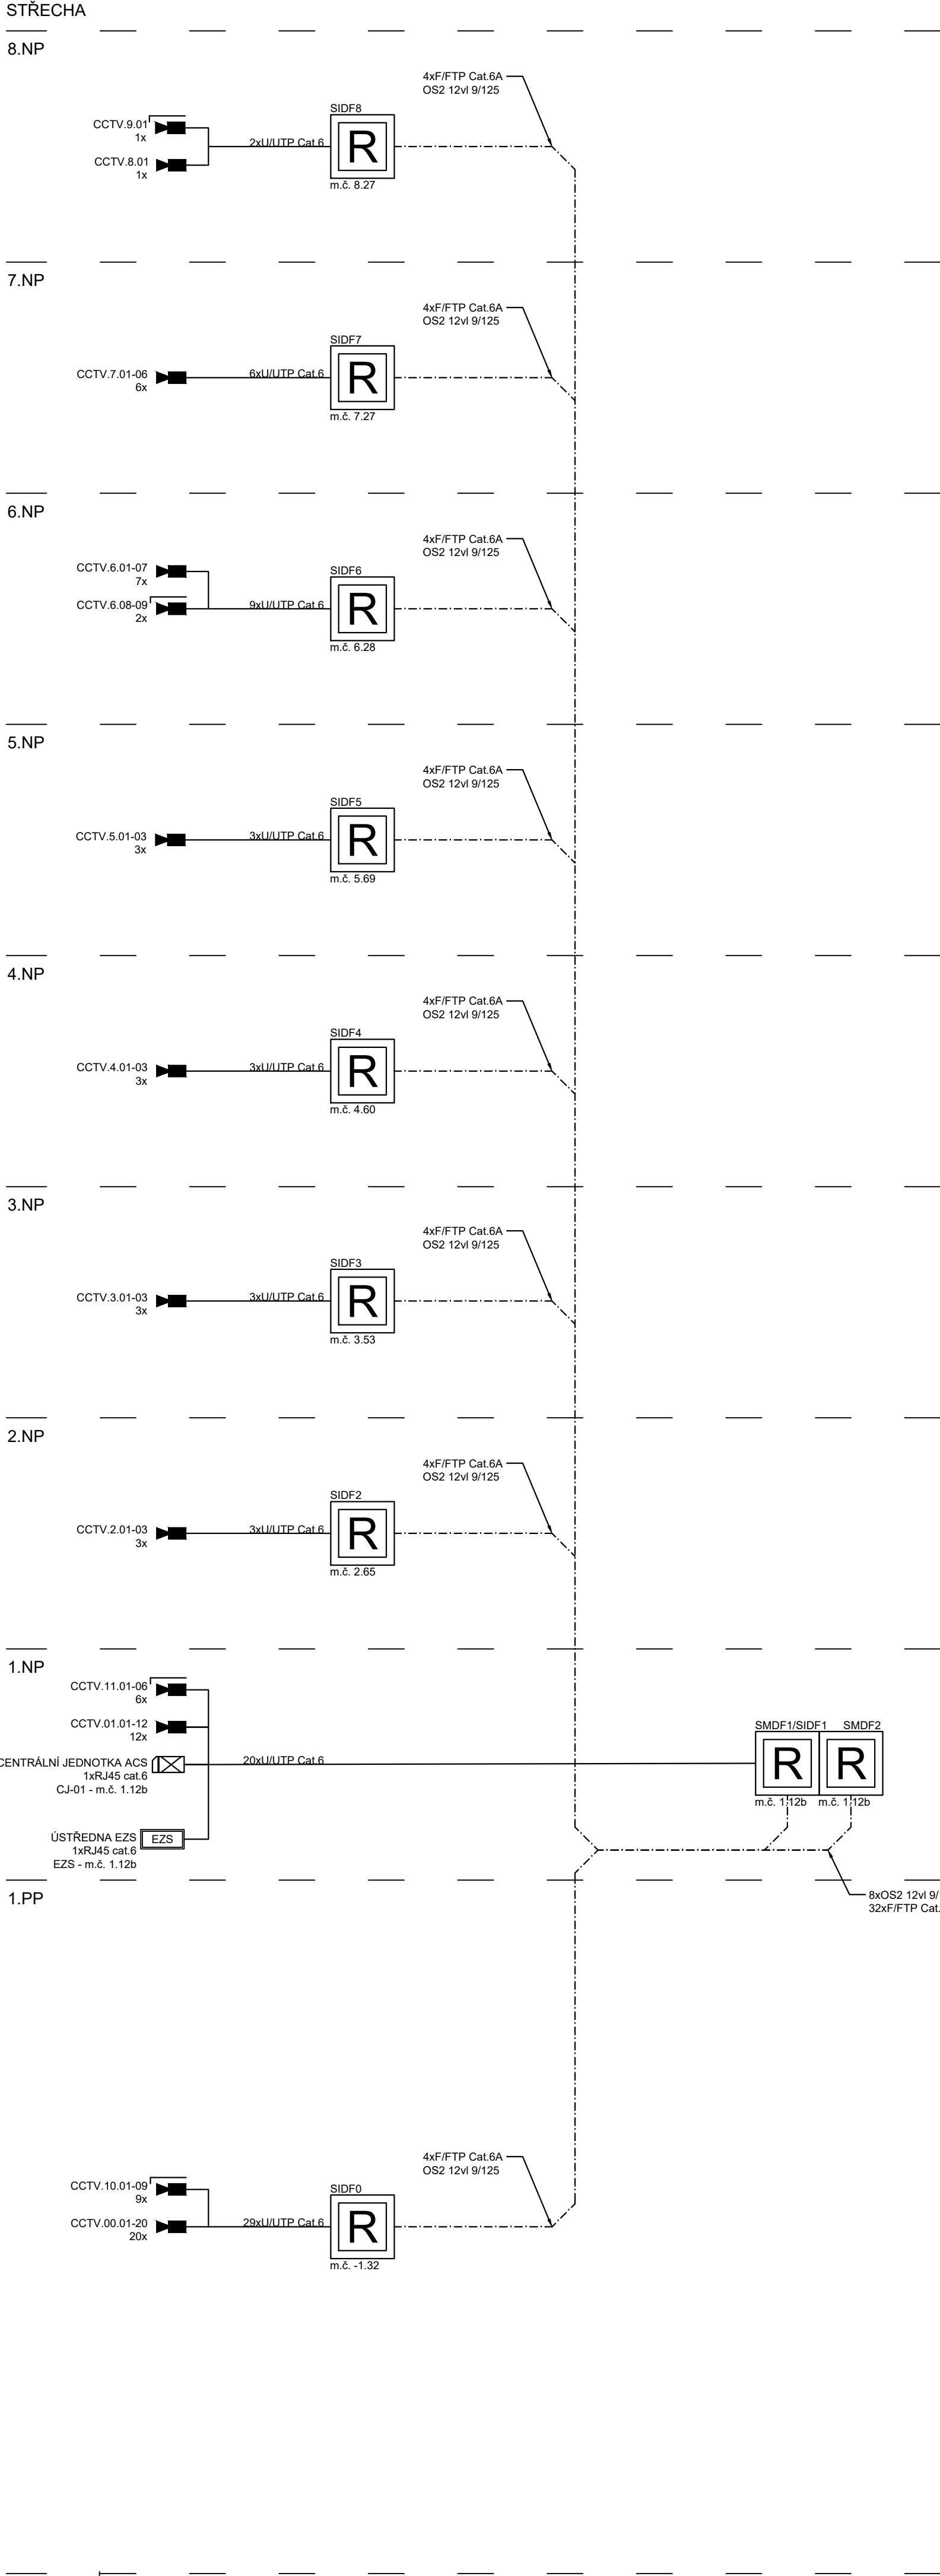 STŘECHA
8.NP
4xF/FTP Cat.6A
OS2 12vl 9/125
SIDF8
CCTV.9.01
1x
2xU/UTP Cat.6
R
CCTV.8.01
1x
m.č. 8.27
7.NP
4xF/FTP Cat.6A
OS2 12vl 9/125
SIDF7
CCTV.7.01-06
6x
6xU/UTP Cat.6
R
m.č. 7.27
6.NP
4xF/FTP Cat.6A
OS2 12vl 9/125
SIDF6
CCTV.6.01-07
7x
CCTV.6.08-09
2x
9xU/UTP Cat.6
R
m.č. 6.28
5.NP
4xF/FTP Cat.6A
OS2 12vl 9/125
SIDF5
CCTV.5.01-03
3x
3xU/UTP Cat.6
R
m.č. 5.69
4.NP
4xF/FTP Cat.6A
OS2 12vl 9/125
SIDF4
CCTV.4.01-03
3x
3xU/UTP Cat.6
R
m.č. 4.60
3.NP
4xF/FTP Cat.6A
OS2 12vl 9/125
SIDF3
CCTV.3.01-03
3x
3xU/UTP Cat.6
R
m.č. 3.53
2.NP
4xF/FTP Cat.6A
OS2 12vl 9/125
SIDF2
CCTV.2.01-03
3x
3xU/UTP Cat.6
R
m.č. 2.65
1.NP
CCTV.11.01-06
6x
CCTV.01.01-12
12x
SMDF1/SIDF1 SMDF2
CENTRÁLNÍ JEDNOTKA ACS
1xRJ45 cat.6
CJ-01 - m.č. 1.12b
20xU/UTP Cat.6
R R
m.č. 1.12b m.č. 1.12b
ÚSTŘEDNA EZS
1xRJ45 cat.6
EZS - m.č. 1.12b
EZS
1.PP
8xOS2 12vl 9/
32xF/FTP Cat.
4xF/FTP Cat.6A
OS2 12vl 9/125
SIDF0
CCTV.10.01-09
9x
CCTV.00.01-20
20x
29xU/UTP Cat.6
R
m.č. -1.32